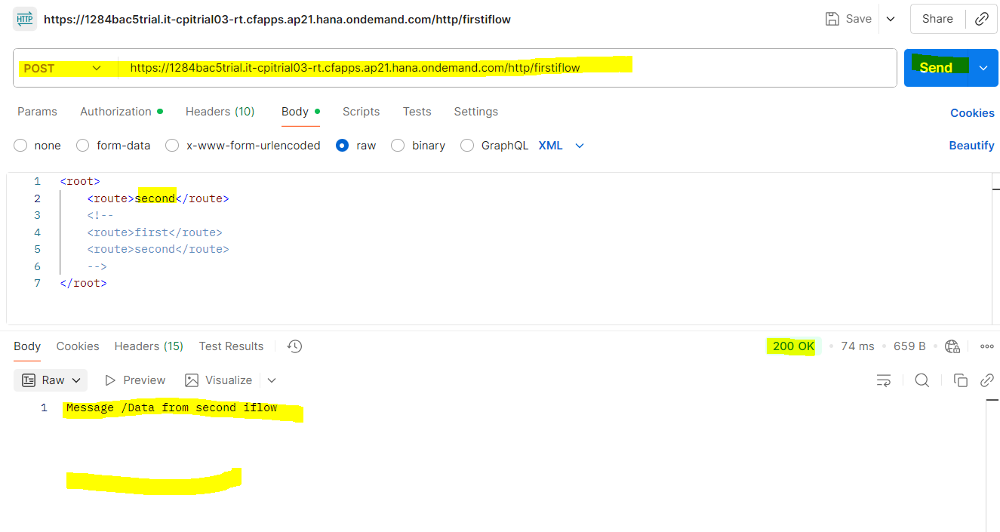 HTTP https://1284bac5trial.it-cpitrial03-rt.cfapps.ap21.hana.ondemand.com/http/firstiflow Save Share
POST https://1284bac5trial.it-cpitrial03-rt.cfapps.ap21.hana.ondemand.com/http/firstiflow Send
Params Authorization Headers (10) Body Scripts Tests Settings Cookies
none form-data x-www-form-urlencoded raw binary GraphQL XML Beautify
1 <root>
2 <route>second</route>
3 <!--
4 <route>first</route>
5 <route>second</route>
6 -->
7 </root>
Body Cookies Headers (15) Test Results 200 OK • 74 ms • 659 B •
Raw Preview Visualize
1 Message /Data from second iflow